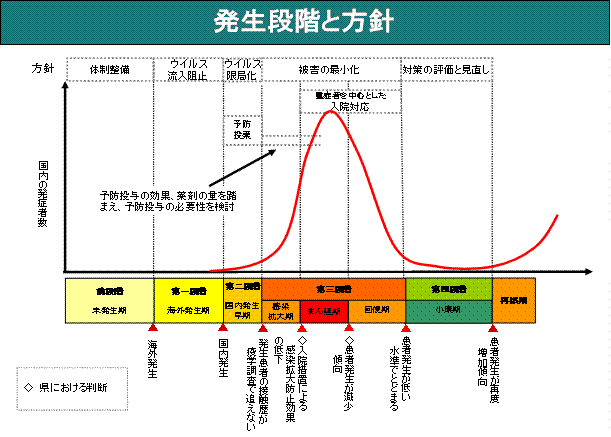 発生段階と方針
方針
体制整備
ウイルス
流入阻止
ウイルス
限局化
被害の最小化
対策の評価と見直し
重症者を中心とした
入院対応
予防
投薬
予防投与の効果、薬剤の量を踏
まえ、予防投与の必要性を検討
国内の発症者数
前段階
第一段階
第二段階
第三段階
第四段階
再燃期
未発生期
海外発生期
国内発生
早期
感染
拡大期
まん延期
回復期
小康期
海外発生
国内発生
発生患者の接触歴が
疫学調査で追えない
◇入院措置による
感染拡大防止効果
の低下
◇患者発生が減少
傾向
患者発生が低い
水準でとどまる
患者発生が再度
増加傾向
◇ 県における判断